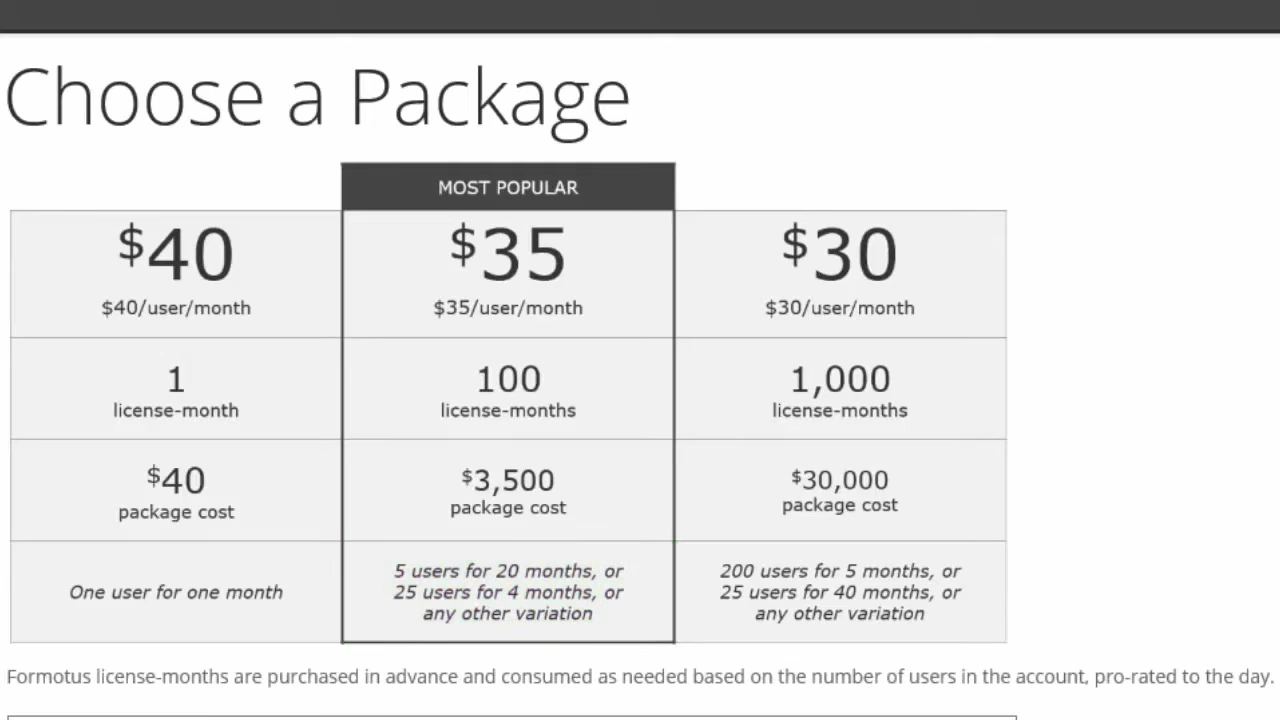 Choose a Package
MOST POPULAR
$40
$40/user/month
1
license-month
$40
package cost
One user for one month
$35
$35/user/month
100
license-months
$3,500
package cost
5 users for 20 months, or
25 users for 4 months, or
any other variation
$30
$30/user/month
1,000
license-months
$30,000
package cost
200 users for 5 months, or
25 users for 40 months, or
any other variation
Formotus license-months are purchased in advance and consumed as needed based on the number of users in the account, pro-rated to the day.